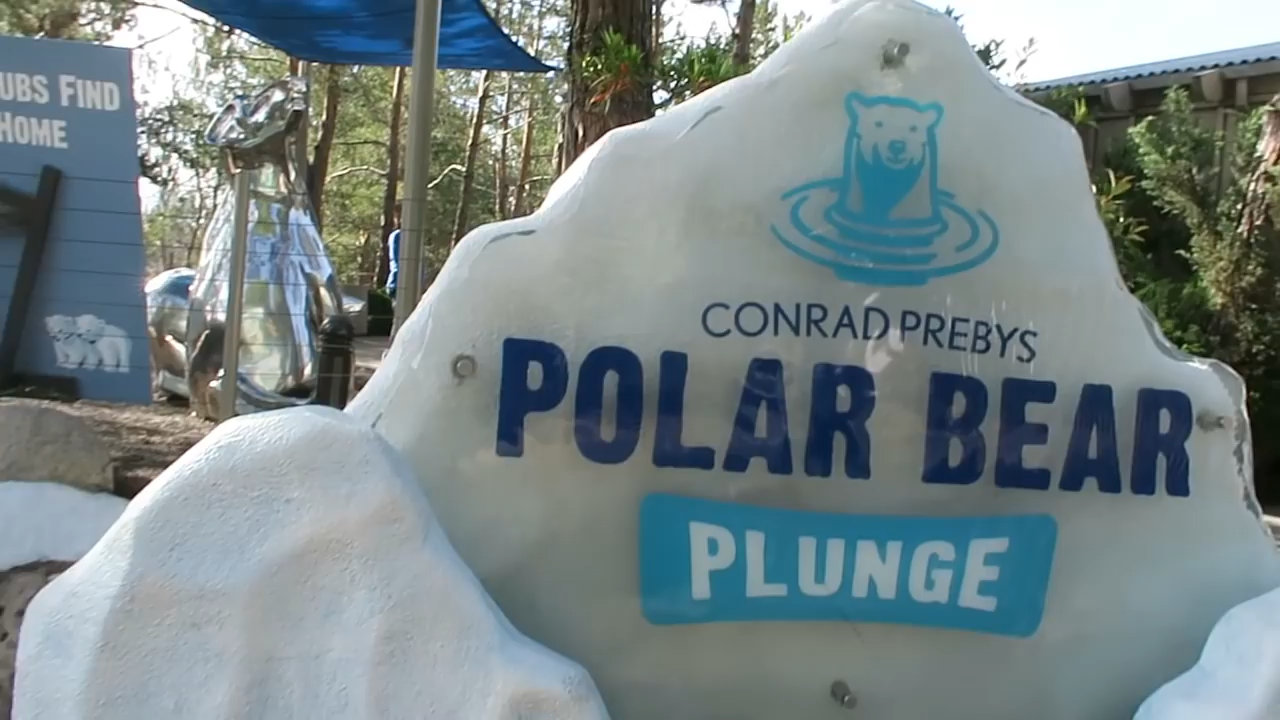 UBS FIND
HOME
CONRAD PREBYS
POLAR BEAR
PLUNGE